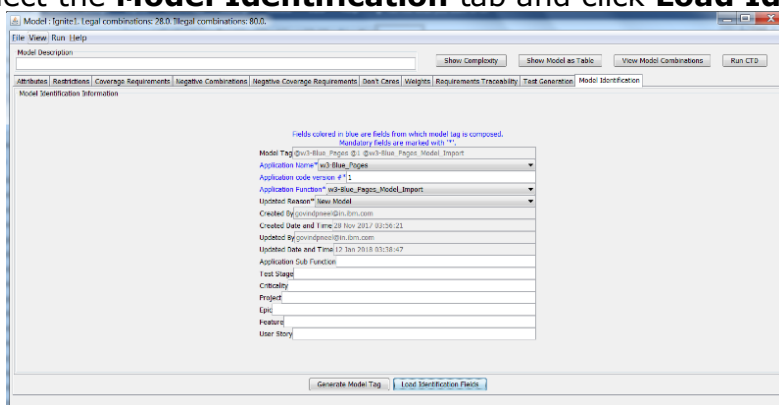 ect the Model Identification tab and click Load Id
Model : Ignite1. Legal combinations: 28.0. Illegal combinations: 80.0.
File View Run Help
Model Description
Show Complexity Show Model as Table View Model Combinations Run CTD
Attributes Restrictions Coverage Requirements Negative Combinations Negative Coverage Requirements Don't Cares Weights Requirements Traceability Test Generation Model Identification
Model Identification Information
Fields colored in blue are fields from which model tag is composed.
Mandatory fields are marked with '*'.
Model Tag @w3-Blue_Pages @1 @w3-Blue_Pages_Model_Import
Application Name* w3-Blue_Pages
Application code version #* 1
Application Function* w3-Blue_Pages_Model_Import
Updated Reason* New Model
Created By govindpneel@in.ibm.com
Created Date and Time 28 Nov 2017 03:56:21
Updated By govindpneel@in.ibm.com
Updated Date and Time 12 Jan 2018 03:38:47
Application Sub Function
Test Stage
Criticality
Project
Epic
Feature
User Story
Generate Model Tag Load Identification Fields